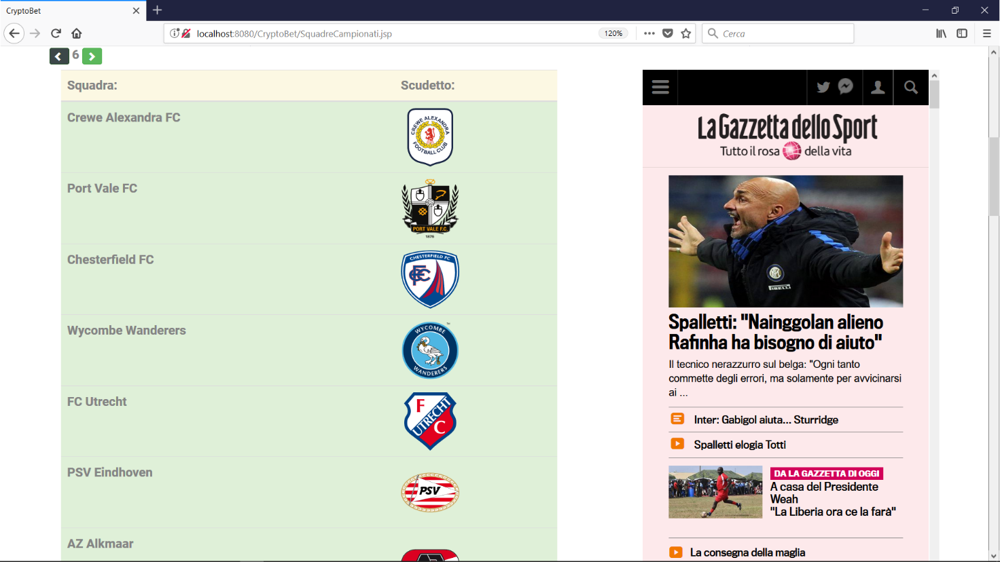 CryptoBet
localhost:8080/CryptoBet/SquadreCampionati.jsp
120%
Cerca
6
Squadra:
Scudetto:
Crewe Alexandra FC
CREWE ALEXANDRA
FOOTBALL CLUB
Port Vale FC
PORT VALE F.C.
1876
Chesterfield FC
CHESTERFIELD FC
Wycombe Wanderers
WYCOMBE
WANDERERS
FC Utrecht
F
UTRECHT
C
PSV Eindhoven
PSV
AZ Alkmaar
La Gazzetta dello Sport
Tutto il rosa della vita
PIRELLI
Spalletti: "Nainggolan alieno
Rafinha ha bisogno di aiuto"
Il tecnico nerazzurro sul belga: "Ogni tanto
commette degli errori, ma solamente per avvicinarsi
ai ...
Inter: Gabigol aiuta... Sturridge
Spalletti elogia Totti
DA LA GAZZETTA DI OGGI
A casa del Presidente
Weah
"La Liberia ora ce la farà"
La consegna della maglia